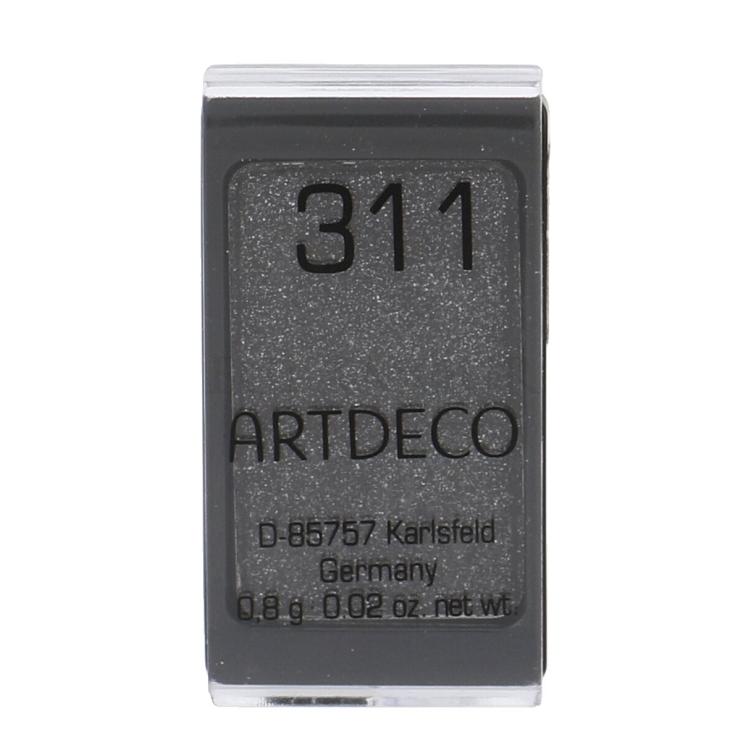 311
ARTDECO
D-85757 Karlsfeld
Germany
0,8 g · 0.02 oz. net wt.